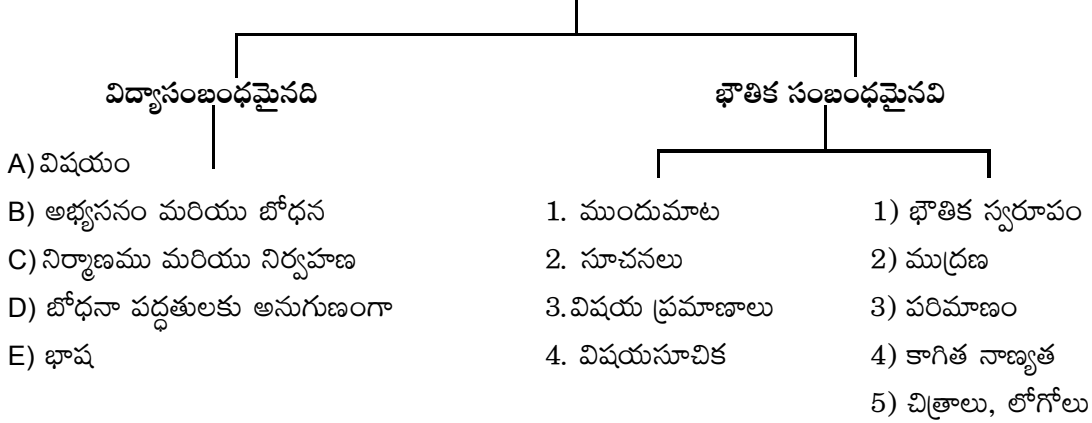 విద్యాసంబంధమైనది
A) విషయం
B) అభ్యసనం మరియు బోధన
C) నిర్మాణము మరియు నిర్వహణ
D) బోధనా పద్ధతులకు అనుగుణంగా
E) భాష
భౌతిక సంబంధమైనవి
1. ముందుమాట
2. సూచనలు
3. విషయ ప్రమాణాలు
4. విషయసూచిక
1) భౌతిక స్వరూపం
2) ముద్రణ
3) పరిమాణం
4) కాగిత నాణ్యత
5) చిత్రాలు, లోగోలు